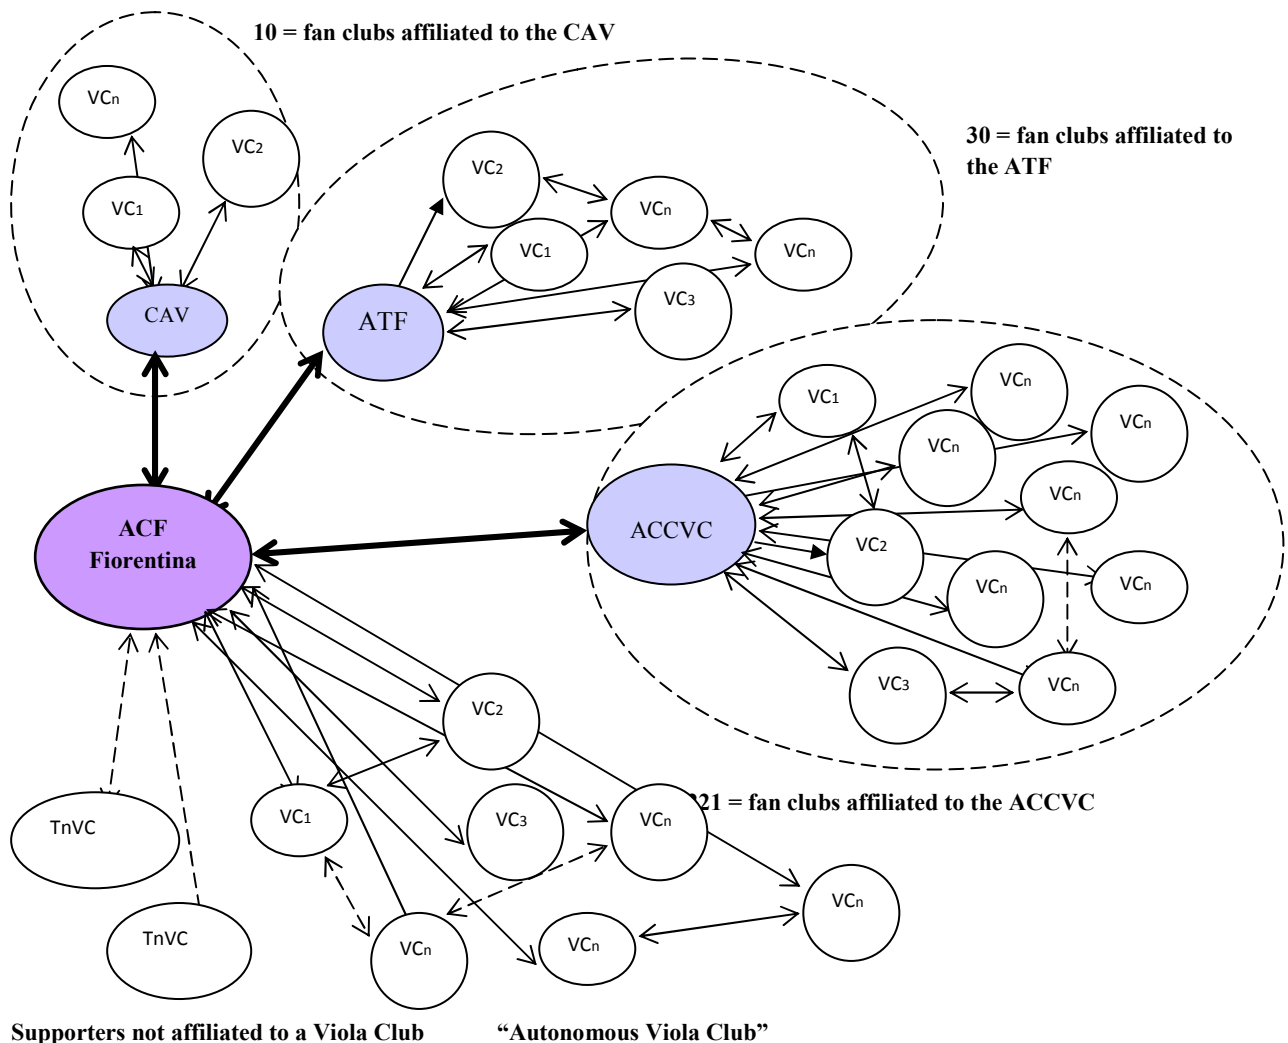 10 = fan clubs affiliated to the CAV
VCn
VC2
VC1
CAV
30 = fan clubs affiliated to
the ATF
VC2
VCn
VC1
VCn
VC3
ATF
VCn
VC1
VCn
VCn
VCn
ACCVC
VC2
VCn
VCn
VC3
VCn
ACF
Fiorentina
VC2
21 = fan clubs affiliated to the ACCVC
TnVC
VC1
VC3
VCn
VCn
TnVC
VCn
VCn
Supporters not affiliated to a Viola Club
“Autonomous Viola Club”